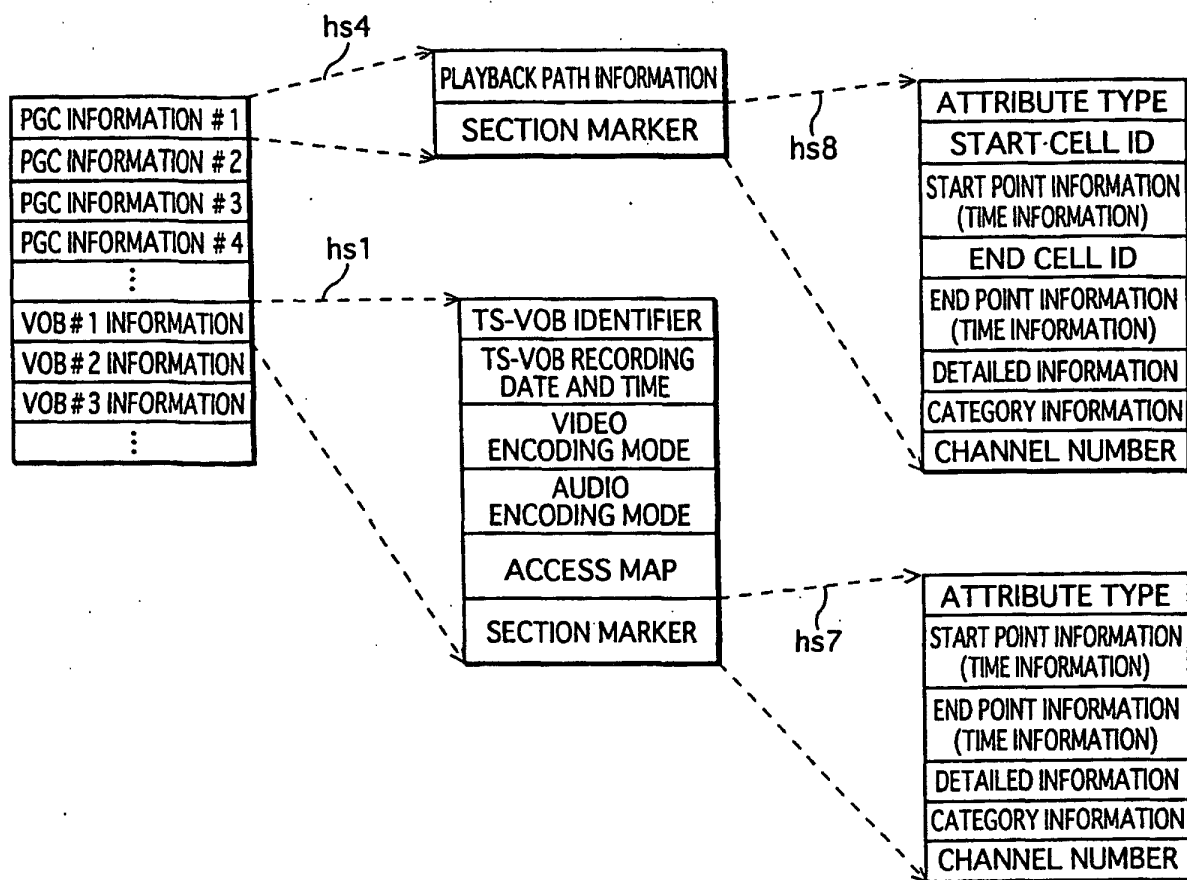 hs4
PGC INFORMATION #1
PGC INFORMATION #2
PGC INFORMATION #3
PGC INFORMATION #4
⋮
VOB#1 INFORMATION
VOB#2 INFORMATION
VOB#3 INFORMATION
⋮
PLAYBACK PATH INFORMATION
SECTION MARKER
hs8
ATTRIBUTE TYPE
START CELL ID
START POINT INFORMATION
(TIME INFORMATION)
END CELL ID
END POINT INFORMATION
(TIME INFORMATION)
DETAILED INFORMATION
CATEGORY INFORMATION
CHANNEL NUMBER
hs1
TS-VOB IDENTIFIER
TS-VOB RECORDING
DATE AND TIME
VIDEO
ENCODING MODE
AUDIO
ENCODING MODE
ACCESS MAP
SECTION MARKER
hs7
ATTRIBUTE TYPE
START POINT INFORMATION
(TIME INFORMATION)
END POINT INFORMATION
(TIME INFORMATION)
DETAILED INFORMATION
CATEGORY INFORMATION
CHANNEL NUMBER